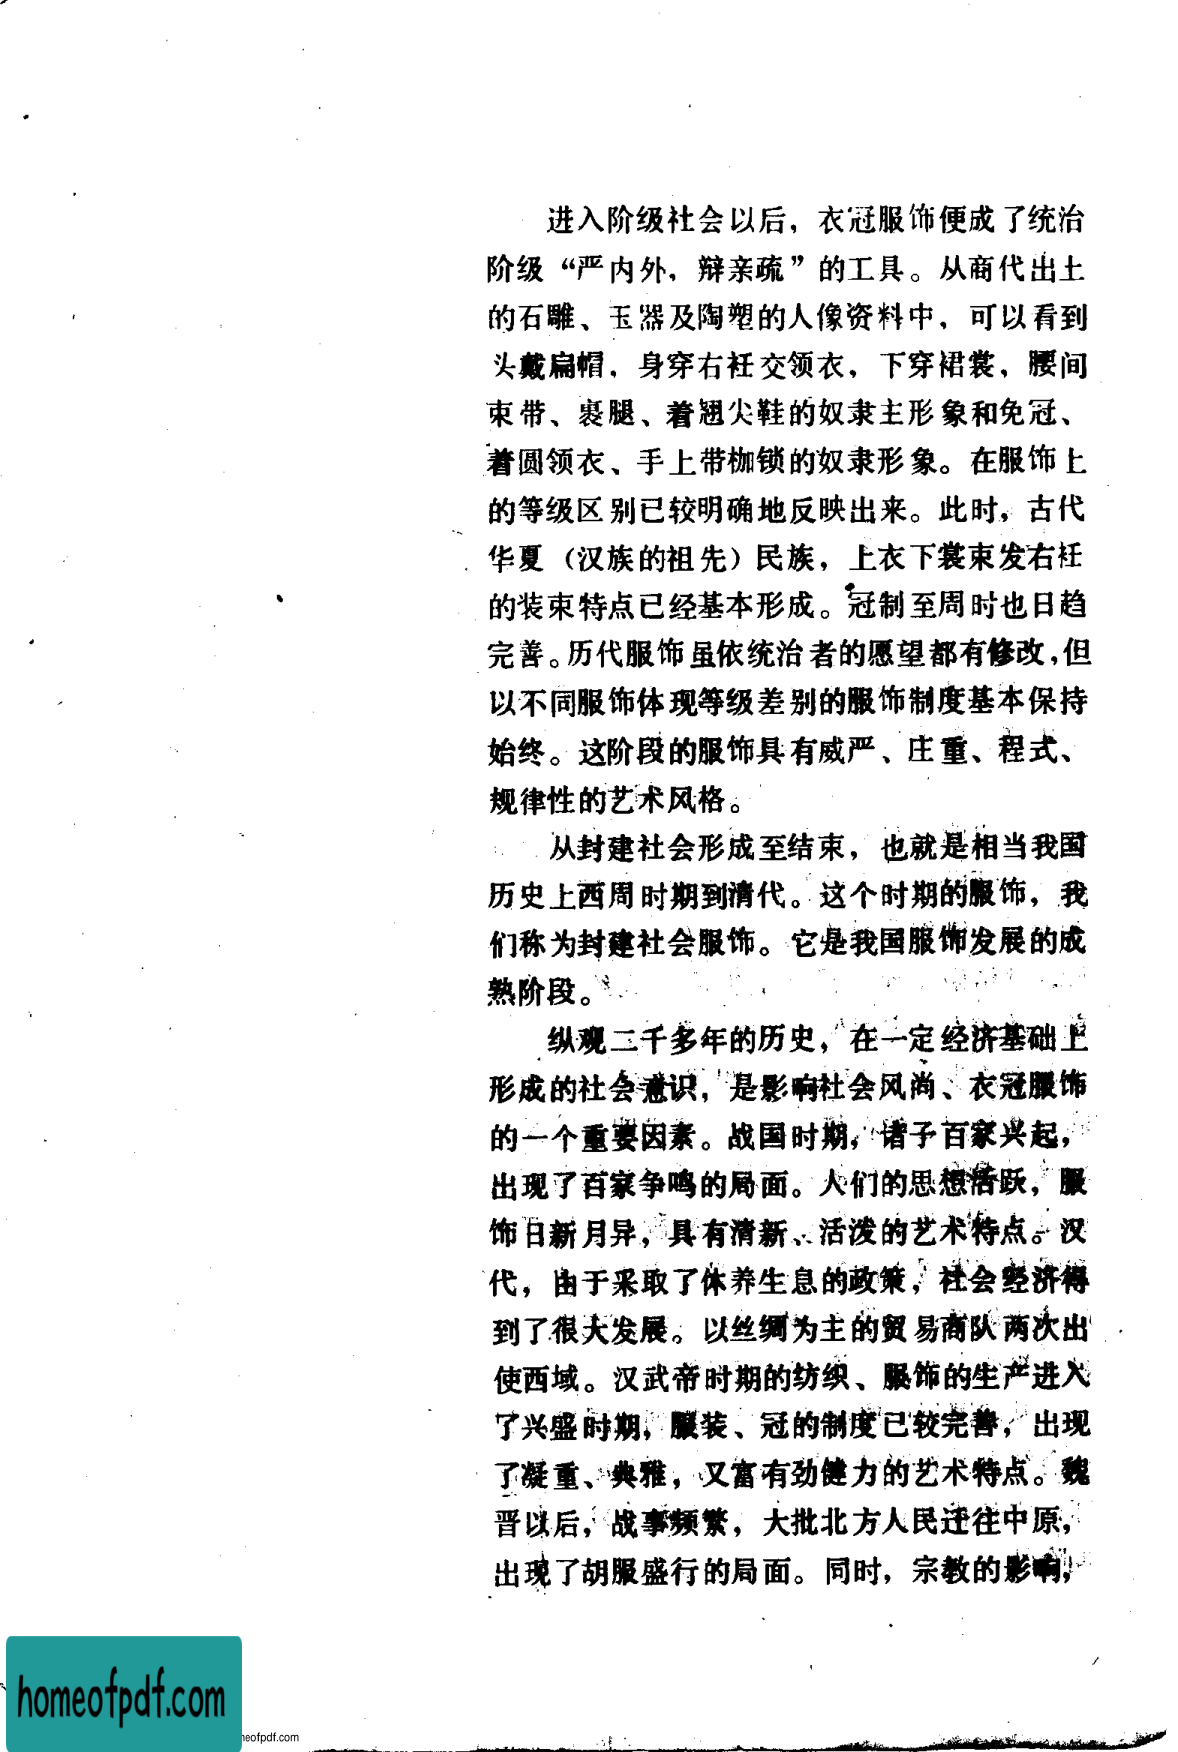 进入阶级社会以后，衣冠服饰便成了统治
阶级“严内外，辩亲疏”的工具。从商代出土
的石雕、玉器及陶塑的人像资料中，可以看到
头戴扁帽，身穿右衽交领衣，下穿裙裳，腰间
束带、裹腿、着翘尖鞋的奴隶主形象和免冠、
着圆领衣、手上带枷锁的奴隶形象。在服饰上
的等级区别已较明确地反映出来。此时，古代
华夏（汉族的祖先）民族，上衣下裳束发右衽
的装束特点已经基本形成。冠制至周时也日趋
完善。历代服饰虽依统治者的愿望都有修改，但
以不同服饰体现等级差别的服饰制度基本保持
始终。这阶段的服饰具有威严、庄重、程式、
规律性的艺术风格。
从封建社会形成至结束，也就是相当我国
历史上西周时期到清代。这个时期的服饰，我
们称为封建社会服饰。它是我国服饰发展的成
熟阶段。
纵观二千多年的历史，在一定经济基础上
形成的社会意识，是影响社会风尚、衣冠服饰
的一个重要因素。战国时期，诸子百家兴起，
出现了百家争鸣的局面。人们的思想活跃，服
饰日新月异，具有清新、活泼的艺术特点。汉
代，由于采取了休养生息的政策，社会经济得
到了很大发展。以丝绸为主的贸易商队两次出
使西域。汉武帝时期的纺织、服饰的生产进入
了兴盛时期，服装、冠的制度已较完善，出现
了凝重、典雅，又富有劲健力的艺术特点。魏
晋以后，战事频繁，大批北方人民迁往中原，
出现了胡服盛行的局面。同时，宗教的影响，
homeofpdf.com
neofpdf.com